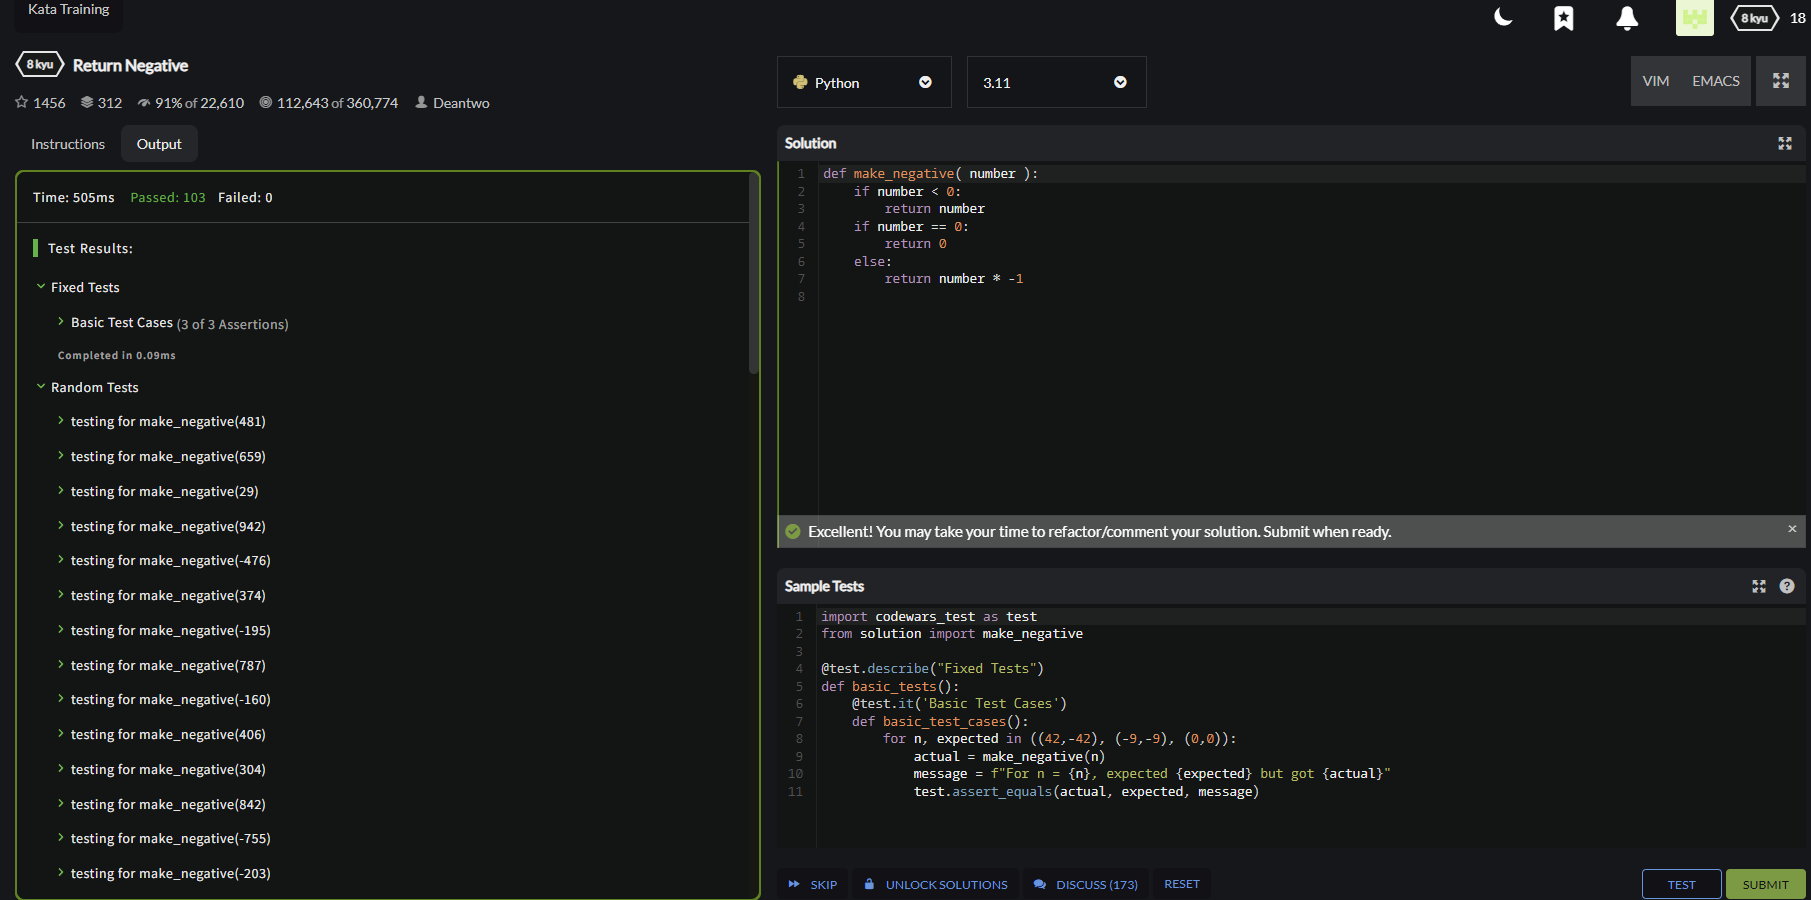 Kata Training
8 kyu 18
8 kyu Return Negative
1456 312 91% of 22,610 112,643 of 360,774 Deantwo
Instructions Output
Time: 505ms Passed: 103 Failed: 0
Test Results:
Fixed Tests
Basic Test Cases (3 of 3 Assertions)
Completed in 0.09ms
Random Tests
testing for make_negative(481)
testing for make_negative(659)
testing for make_negative(29)
testing for make_negative(942)
testing for make_negative(-476)
testing for make_negative(374)
testing for make_negative(-195)
testing for make_negative(787)
testing for make_negative(-160)
testing for make_negative(406)
testing for make_negative(304)
testing for make_negative(842)
testing for make_negative(-755)
testing for make_negative(-203)
Python 3.11 VIM EMACS
Solution
1 def make_negative( number ):
2     if number < 0:
3         return number
4     if number == 0:
5         return 0
6     else:
7         return number * -1
8
Excellent! You may take your time to refactor/comment your solution. Submit when ready. ×
Sample Tests ?
1 import codewars_test as test
2 from solution import make_negative
3
4 @test.describe("Fixed Tests")
5 def basic_tests():
6     @test.it('Basic Test Cases')
7     def basic_test_cases():
8         for n, expected in ((42,-42), (-9,-9), (0,0)):
9             actual = make_negative(n)
10             message = f"For n = {n}, expected {expected} but got {actual}"
11             test.assert_equals(actual, expected, message)
SKIP UNLOCK SOLUTIONS DISCUSS (173) RESET TEST SUBMIT